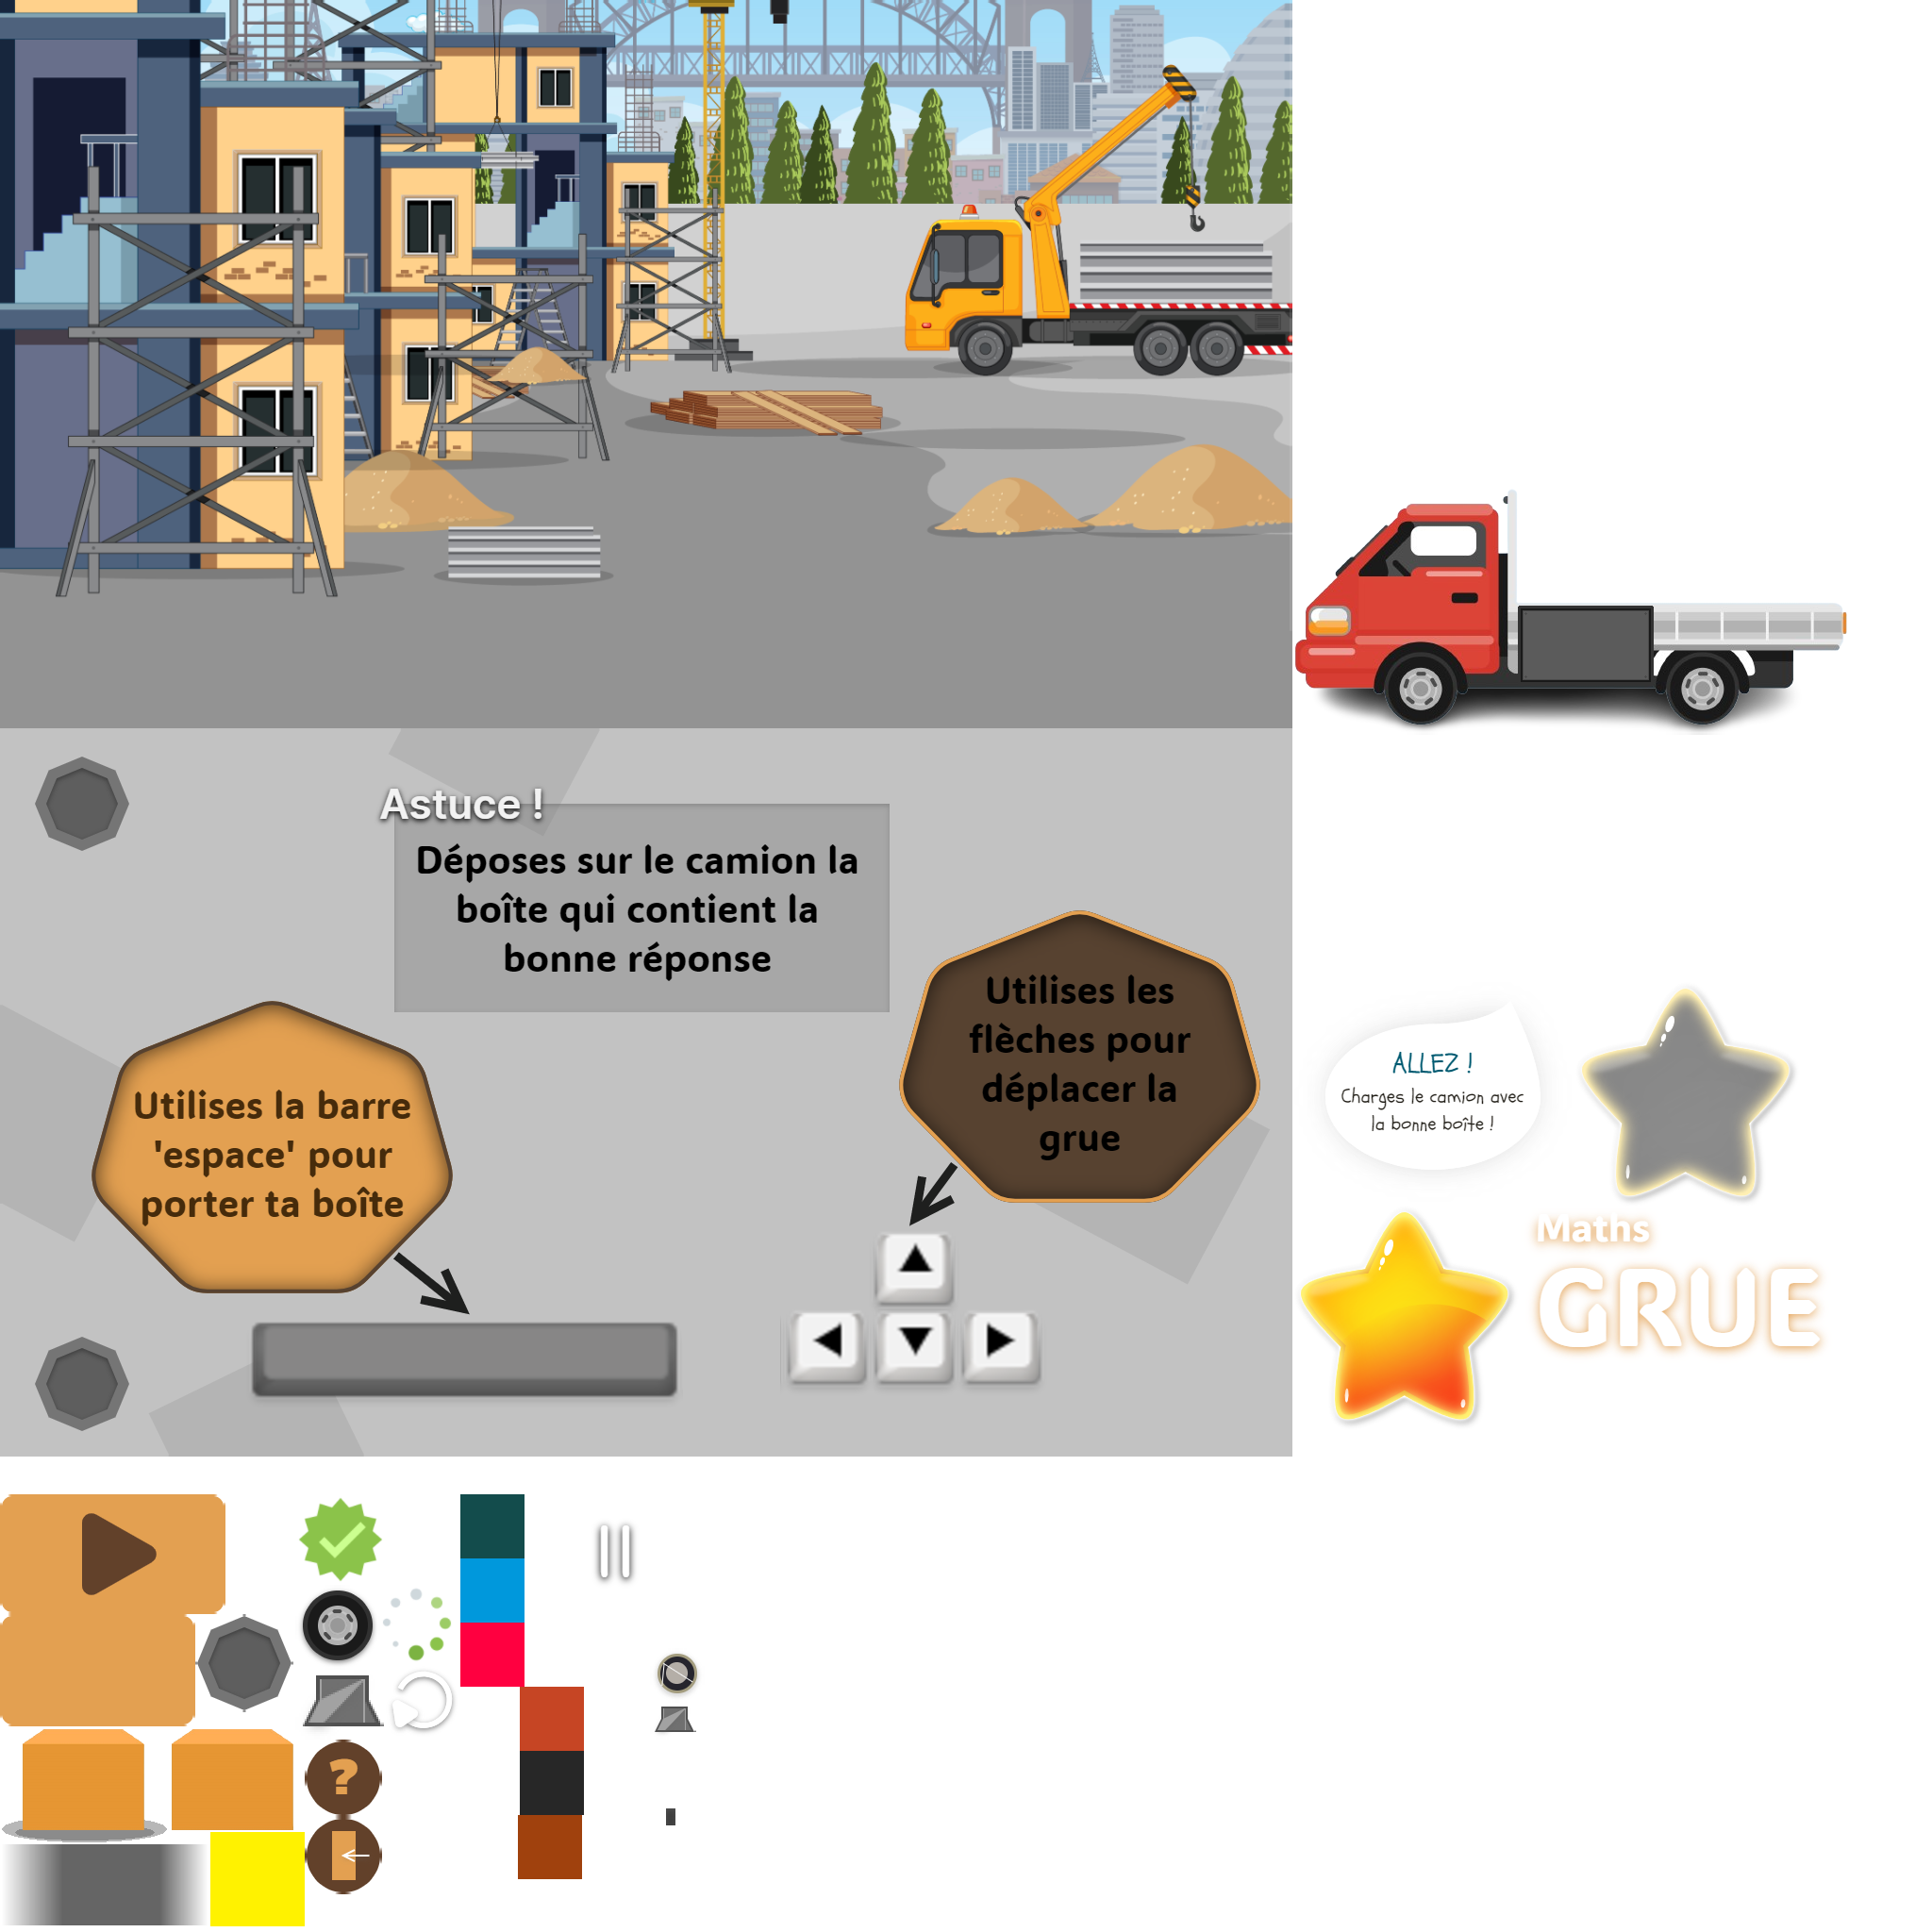 Astuce !
Déposes sur le camion la
boîte qui contient la
bonne réponse
Utilises les
flèches pour
déplacer la
grue
Utilises la barre
'espace' pour
porter ta boîte
ALLEZ !
Charges le camion avec
la bonne boîte !
Maths
GRUE
?